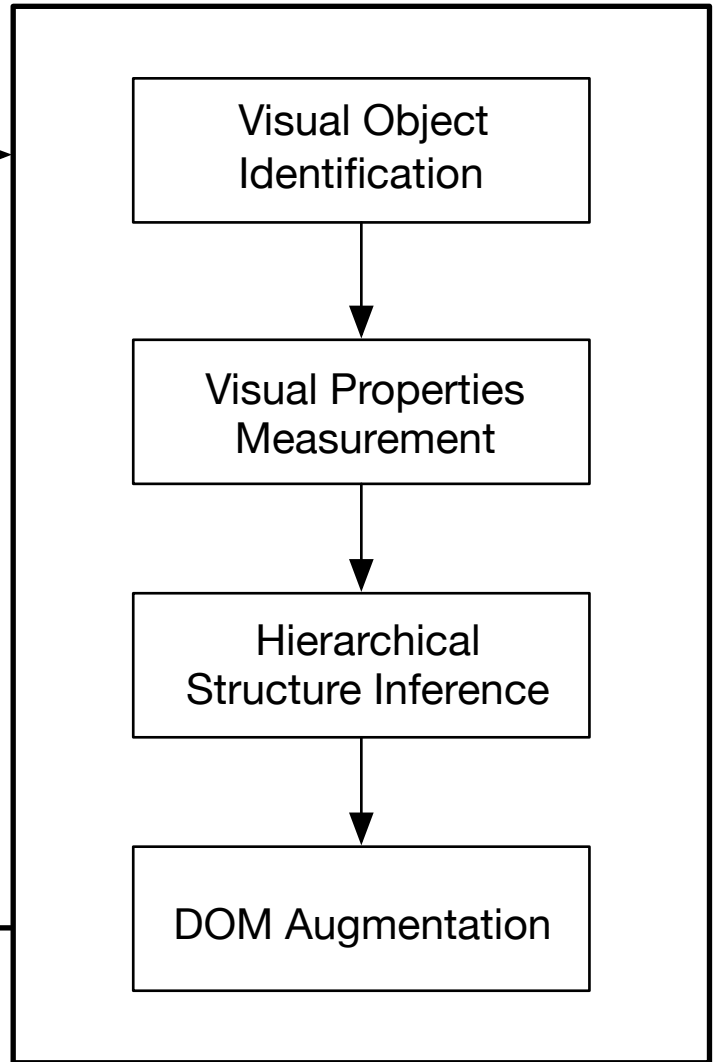 Visual Object
Identification
Visual Properties
Measurement
Hierarchical
Structure Inference
DOM Augmentation